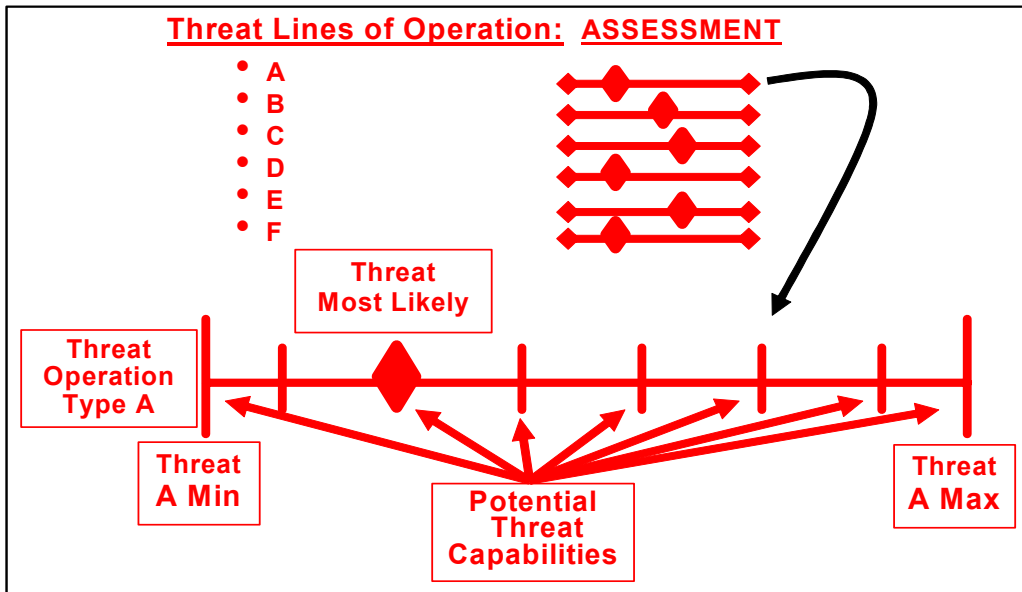 Threat Lines of Operation: ASSESSMENT
• A
• B
• C
• D
• E
• F
Threat
Most Likely
Threat
Operation
Type A
Threat
A Min
Potential
Threat
Capabilities
Threat
A Max